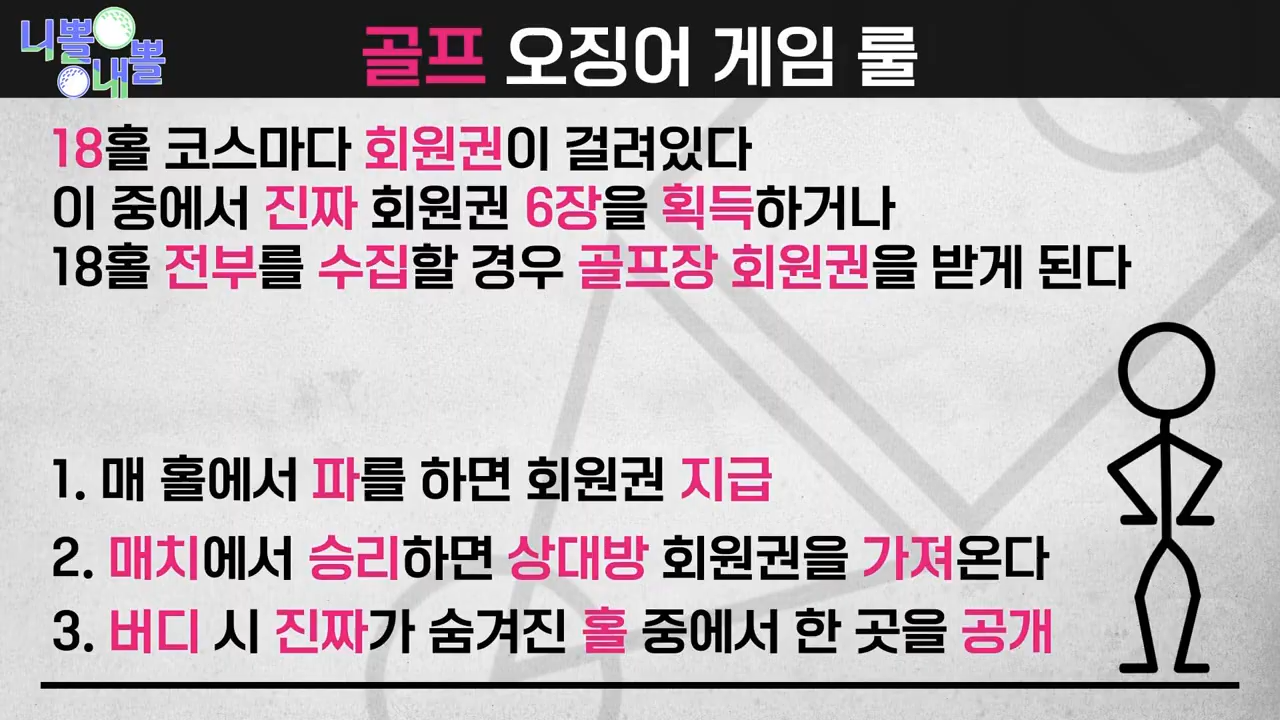 니뽈
내뽈
골프 오징어 게임 룰
18홀 코스마다 회원권이 걸려있다
이 중에서 진짜 회원권 6장을 획득하거나
18홀 전부를 수집할 경우 골프장 회원권을 받게 된다
1. 매 홀에서 파를 하면 회원권 지급
2. 매치에서 승리하면 상대방 회원권을 가져온다
3. 버디 시 진짜가 숨겨진 홀 중에서 한 곳을 공개